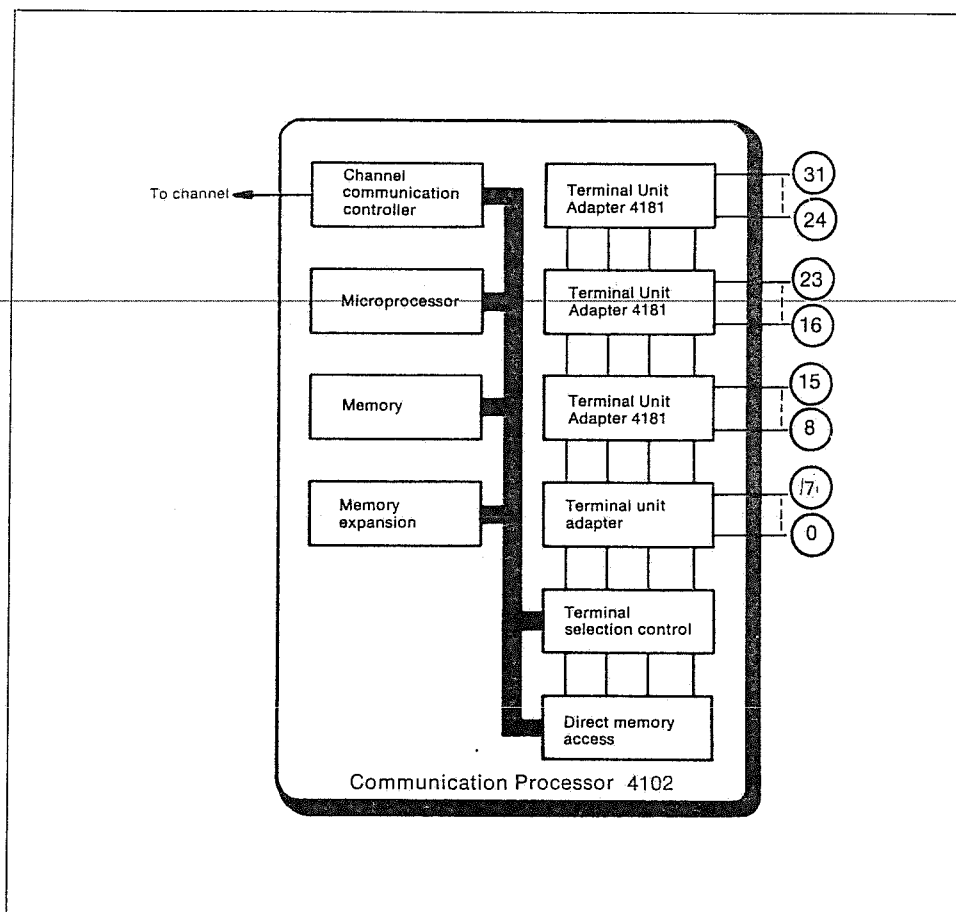 To channel
Channel
communication
controller
Microprocessor
Memory
Memory
expansion
Terminal Unit
Adapter 4181
31
24
Terminal Unit
Adapter 4181
23
16
Terminal Unit
Adapter 4181
15
8
Terminal unit
adapter
7
0
Terminal
selection control
Direct memory
access
Communication Processor 4102